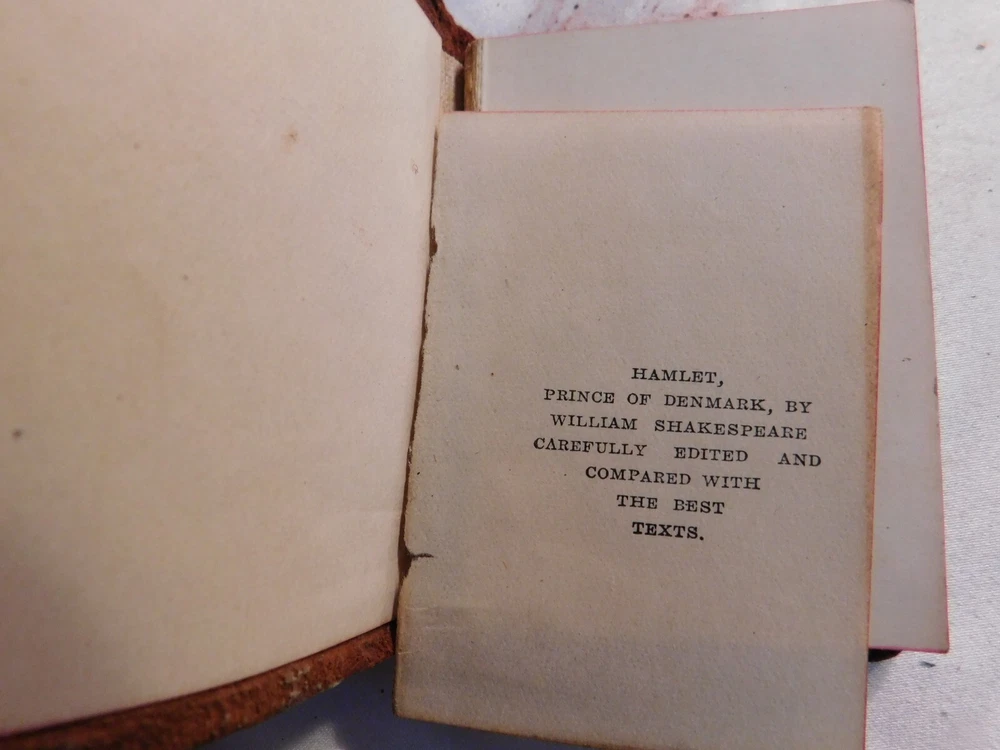 HAMLET,
PRINCE OF DENMARK, BY
WILLIAM SHAKESPEARE
CAREFULLY EDITED AND
COMPARED WITH
THE BEST
TEXTS.